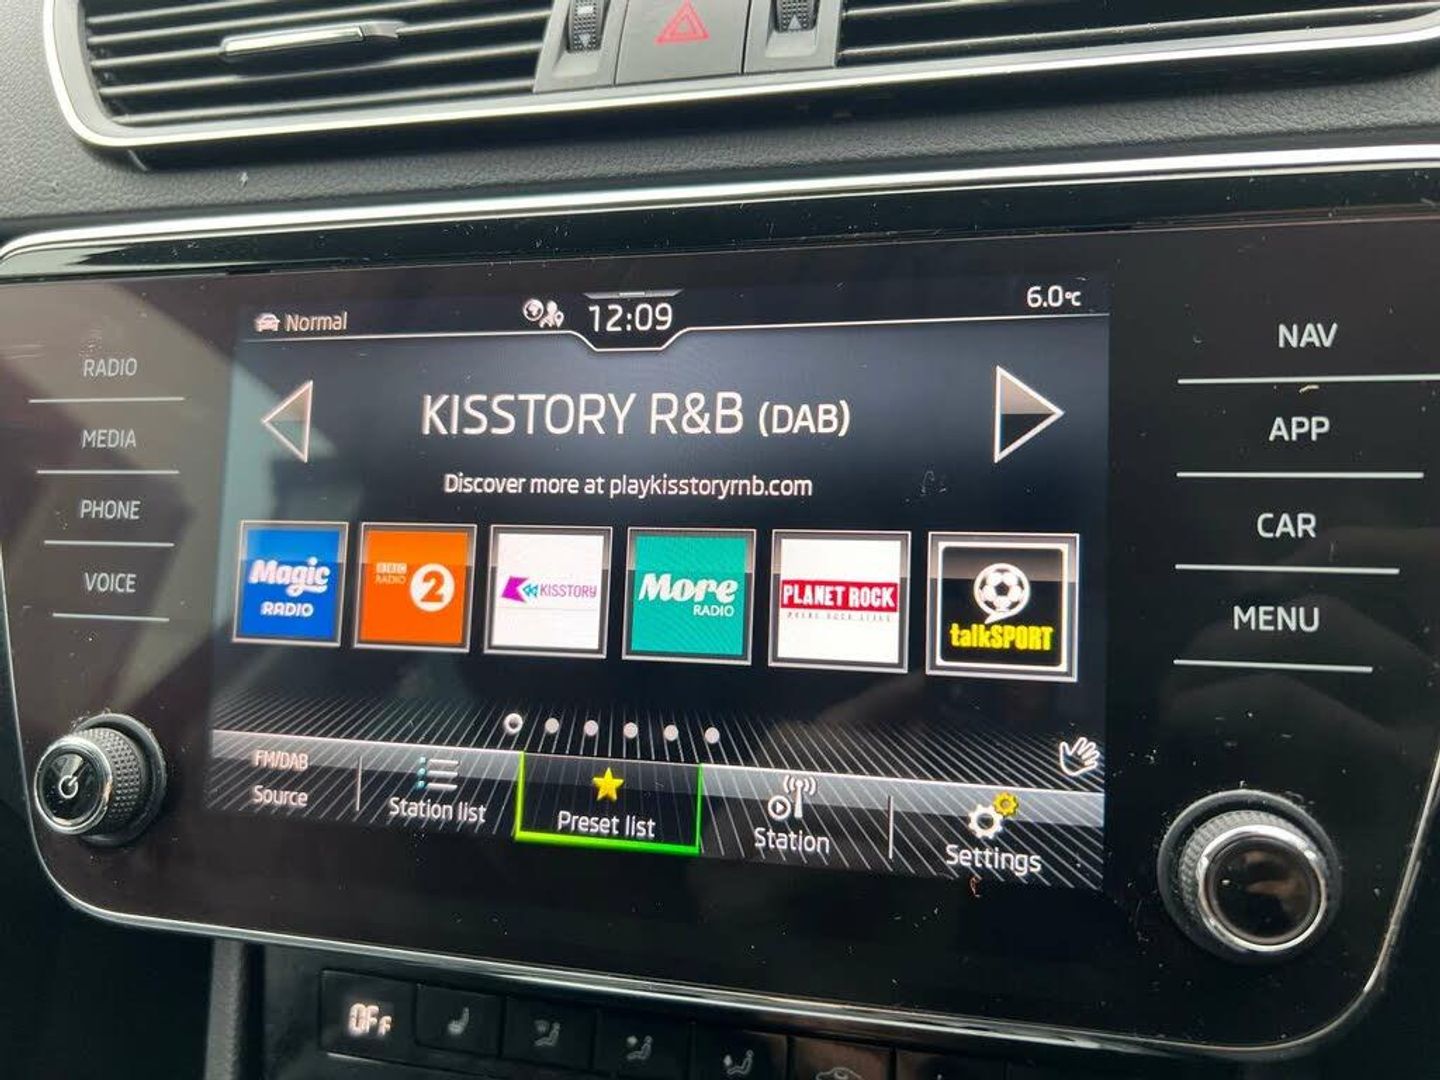 Normal
12:09
6.0°C
RADIO
MEDIA
PHONE
VOICE
KISSTORY R&B (DAB)
Discover more at playkisstoryrnb.com
Magic
RADIO
BBC
RADIO
2
KISSTORY
More
RADIO
PLANET ROCK
talkSPORT
FM/DAB
Source
Station list
Preset list
Station
Settings
NAV
APP
CAR
MENU
OFF